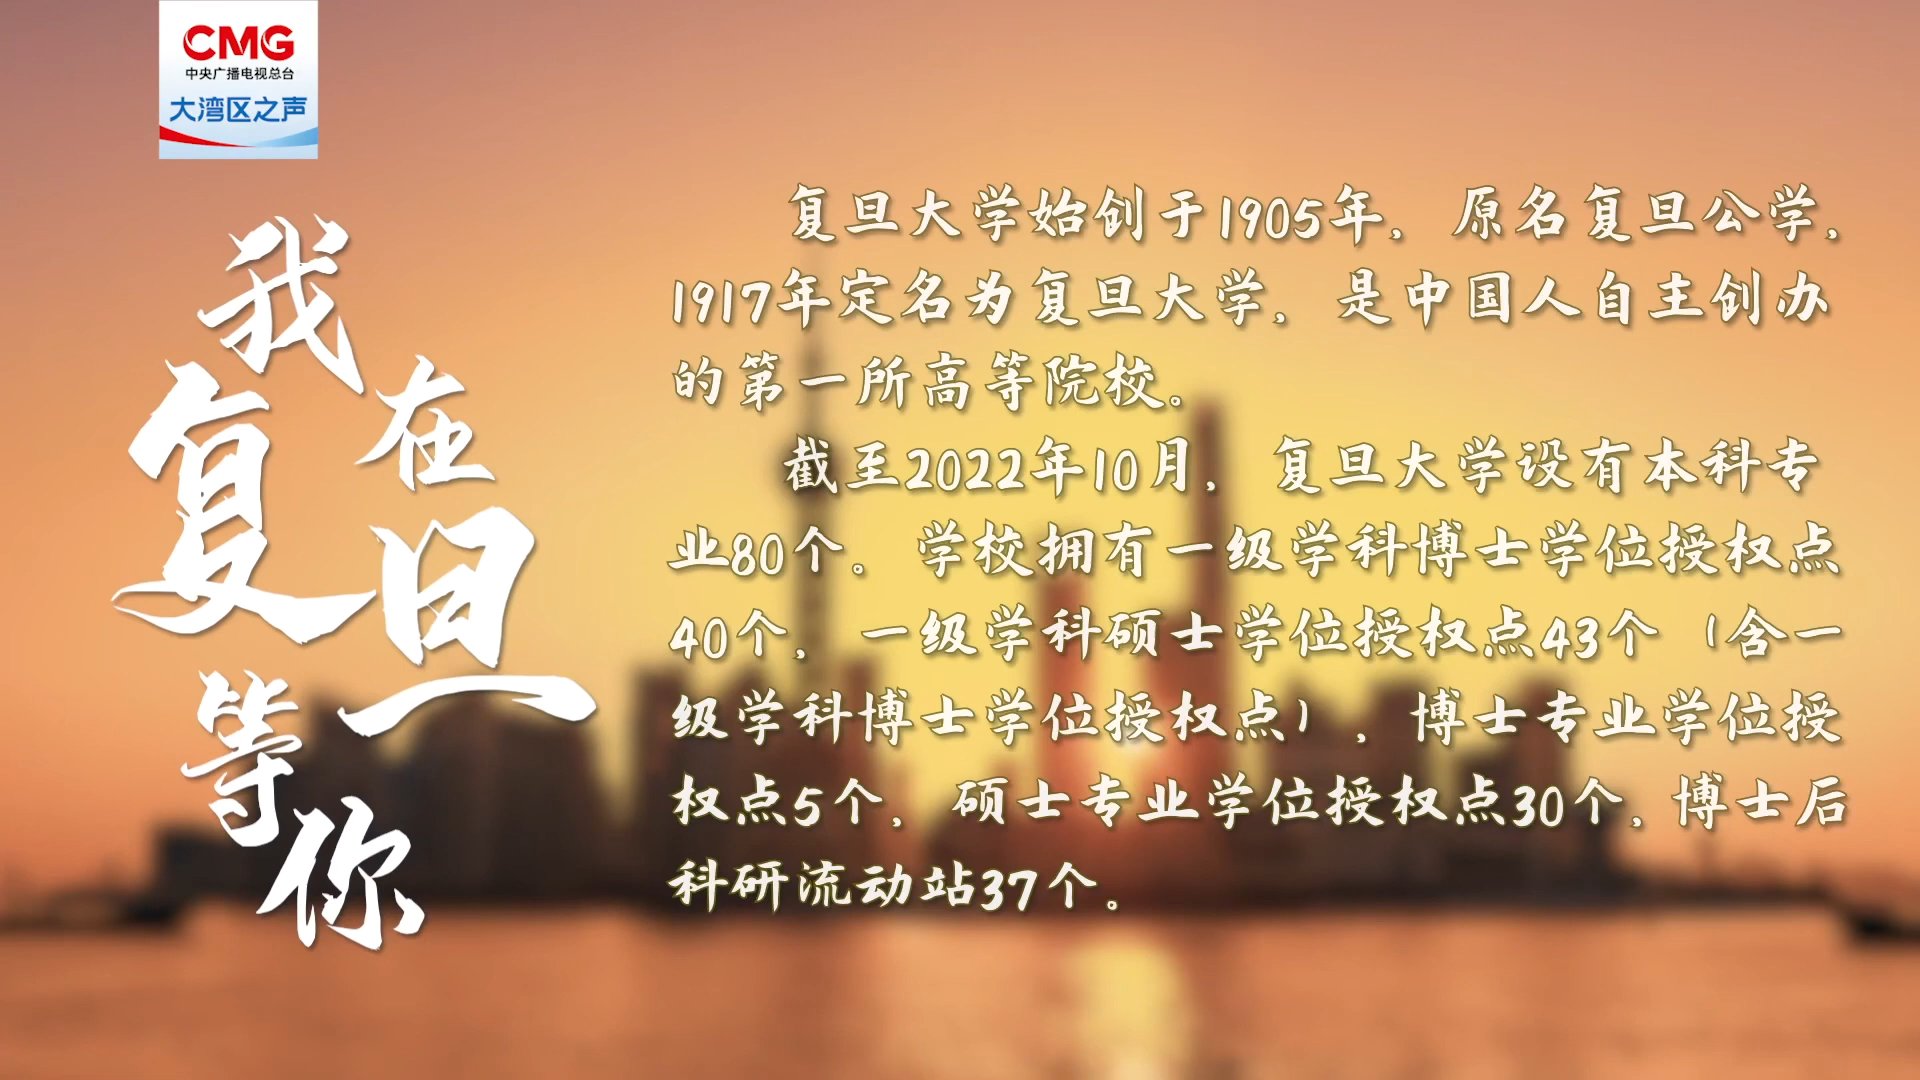 CMG
中央广播电视总台
大湾区之声
我在
复旦
等你
复旦大学始创于1905年，原名复旦公学，
1917年定名为复旦大学，是中国人自主创办
的第一所高等院校。
截至2022年10月，复旦大学设有本科专
业80个。学校拥有一级学科博士学位授权点
40个，一级学科硕士学位授权点43个（含一
级学科博士学位授权点），博士专业学位授
权点5个，硕士专业学位授权点30个，博士后
科研流动站37个。